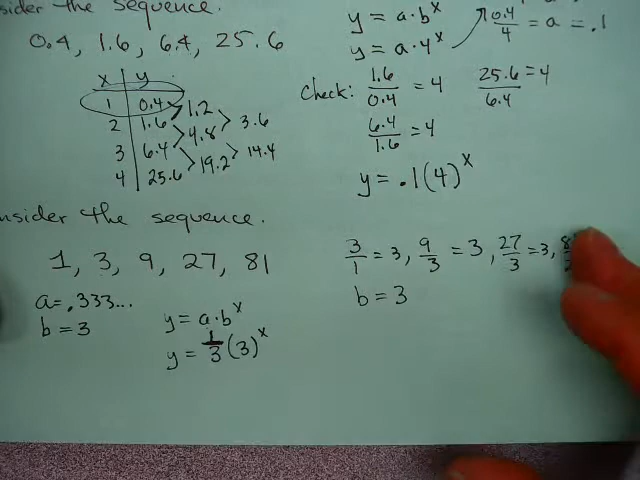 sider the sequence.
0.4, 1.6, 6.4, 25.6
x y
1 0.4
2 1.6
3 6.4
4 25.6
1.2
4.8
19.2
3.6
14.4
y = a·b^x
y = a·4^x
0.4/4 = a = .1
Check: 1.6/0.4 = 4 25.6/6.4 = 4
6.4/1.6 = 4
y = .1(4)^x
nsider the sequence.
1, 3, 9, 27, 81
a = .333...
b = 3
y = a·b^x
y = 1/3 (3)^x
3/1 = 3, 9/3 = 3, 27/3 = 3,
b = 3